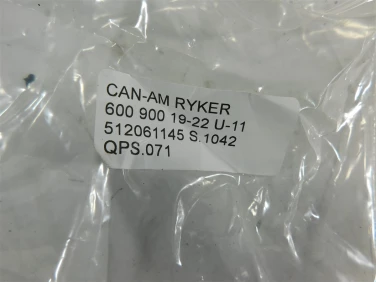 CAN-AM RYKER
600 900 19-22 U-11
512061145 S.1042
QPS.071